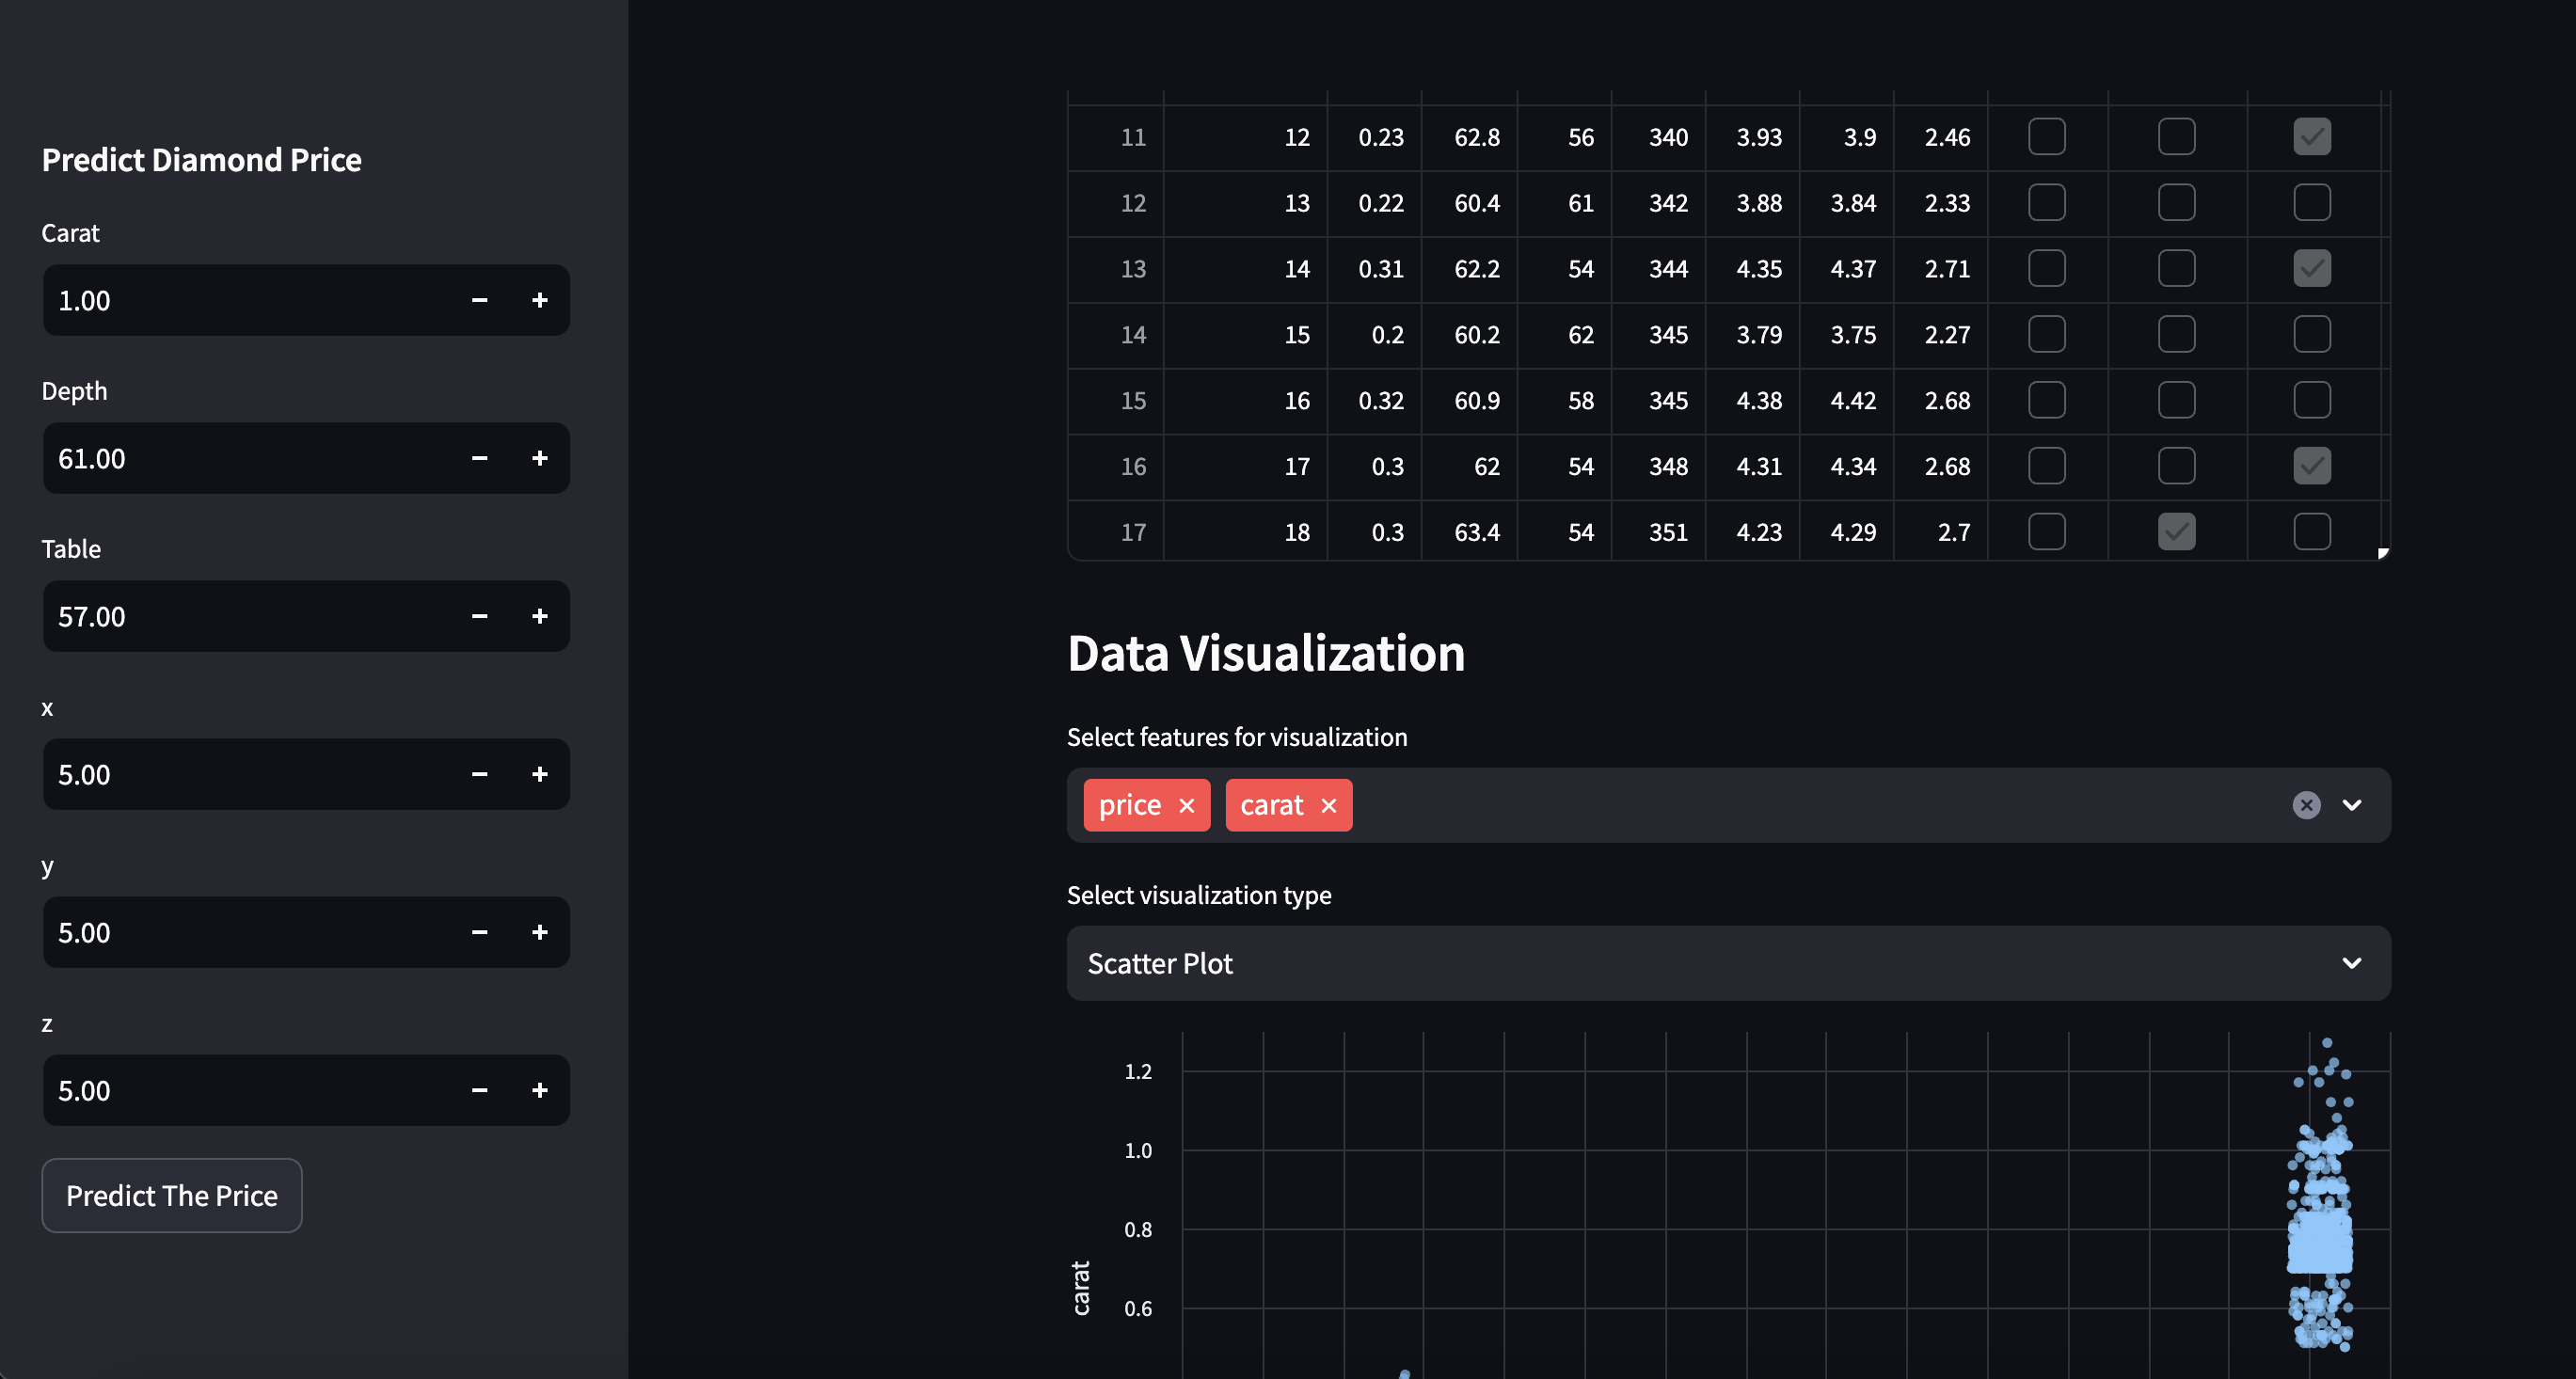 Predict Diamond Price
Carat
1.00
Depth
61.00
Table
57.00
x
5.00
y
5.00
z
5.00
Predict The Price
11 12 0.23 62.8 56 340 3.93 3.9 2.46
12 13 0.22 60.4 61 342 3.88 3.84 2.33
13 14 0.31 62.2 54 344 4.35 4.37 2.71
14 15 0.2 60.2 62 345 3.79 3.75 2.27
15 16 0.32 60.9 58 345 4.38 4.42 2.68
16 17 0.3 62 54 348 4.31 4.34 2.68
17 18 0.3 63.4 54 351 4.23 4.29 2.7
Data Visualization
Select features for visualization
price carat
Select visualization type
Scatter Plot
1.2
1.0
0.8
0.6
carat